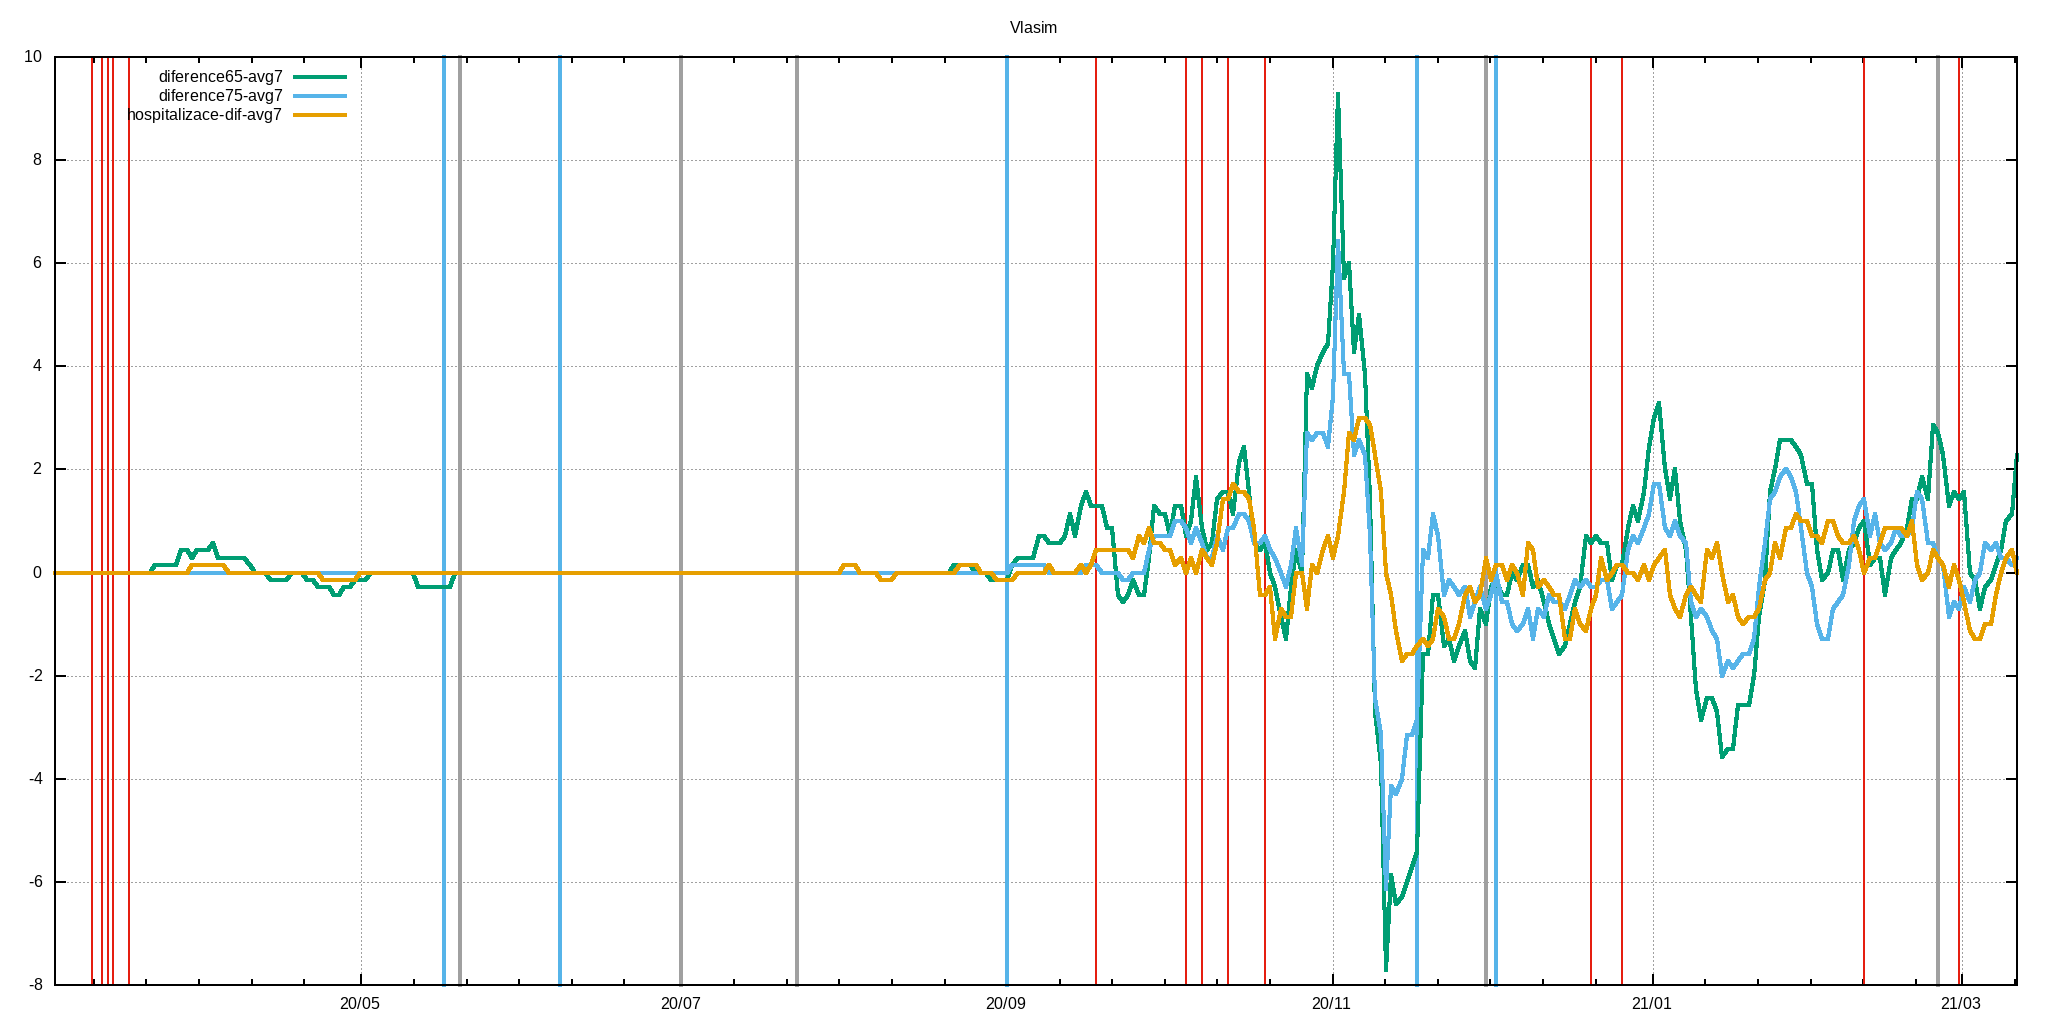 Vlasim
10
diference65-avg7
diference75-avg7
hospitalizace-dif-avg7
8
6
4
2
0
-2
-4
-6
-8
20/05 20/07 20/09 20/11 21/01 21/03